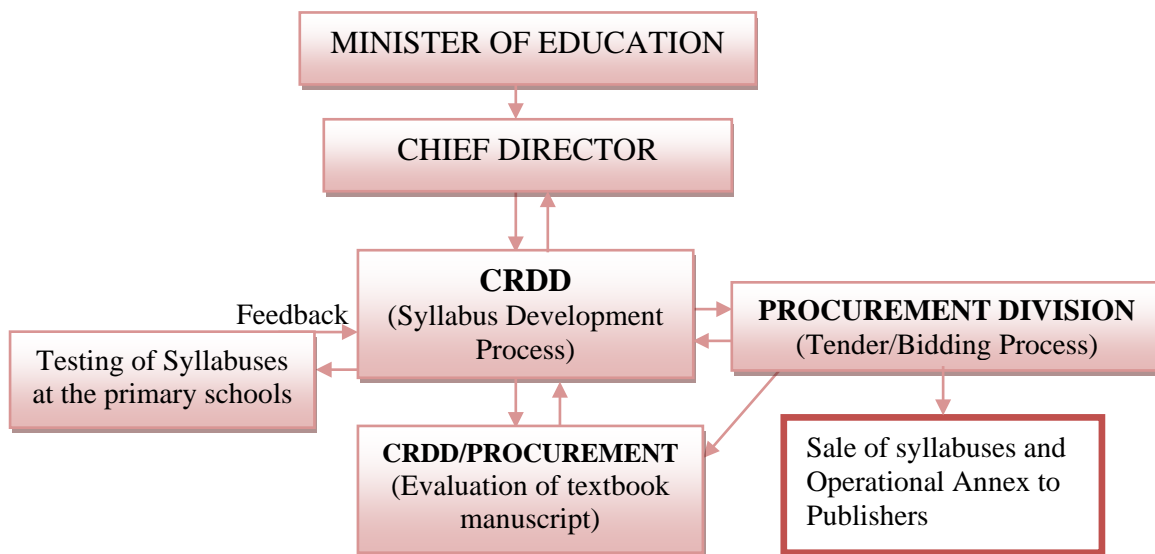 MINISTER OF EDUCATION
CHIEF DIRECTOR
CRDD
(Syllabus Development
Process)
Feedback
PROCUREMENT DIVISION
(Tender/Bidding Process)
Testing of Syllabuses
at the primary schools
CRDD/PROCUREMENT
(Evaluation of textbook
manuscript)
Sale of syllabuses and
Operational Annex to
Publishers